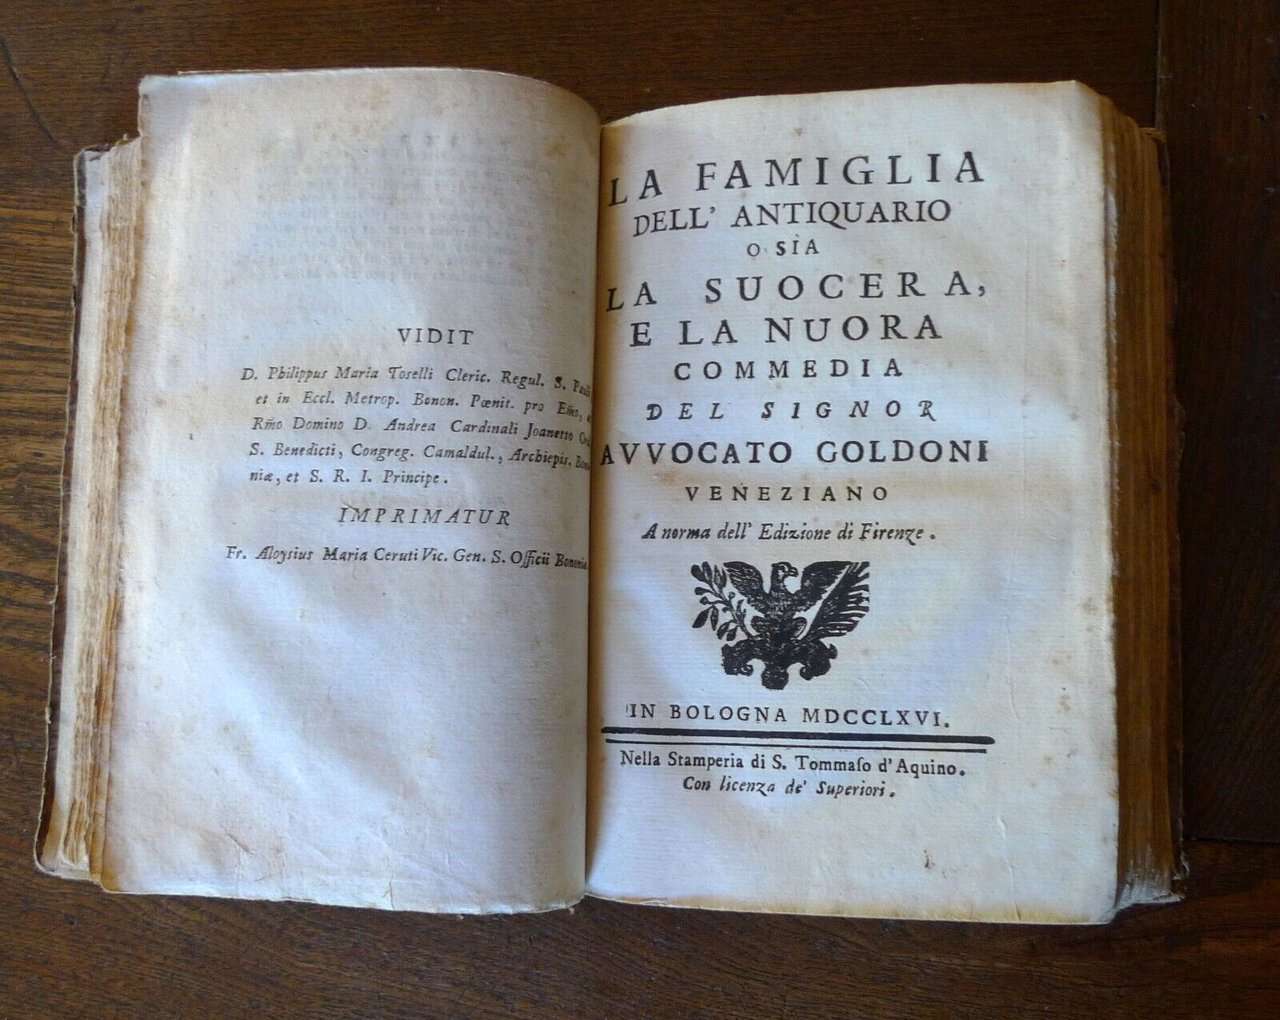 VIDIT
D. Philippus Maria Toselli Cleric. Regul. S. Pauli
et in Eccl. Metrop. Bonon. Pœnit. pro Emo,
Rmo Domino D. Andrea Cardinali Joanetto Ord.
S. Benedicti, Congreg. Camaldul., Archiepis. Bono-
niæ, et S. R. I. Principe.
IMPRIMATUR
Fr. Aloysius Maria Ceruti Vic. Gen. S. Officii Bononiæ.
LA FAMIGLIA
DELL' ANTIQUARIO
O SIA
LA SUOCERA,
E LA NUORA
COMMEDIA
DEL SIGNOR
AVVOCATO GOLDONI
VENEZIANO
A norma dell' Edizione di Firenze.
IN BOLOGNA MDCCLXVI.
Nella Stamperia di S. Tommaſo d'Aquino.
Con licenza de' Superiori.